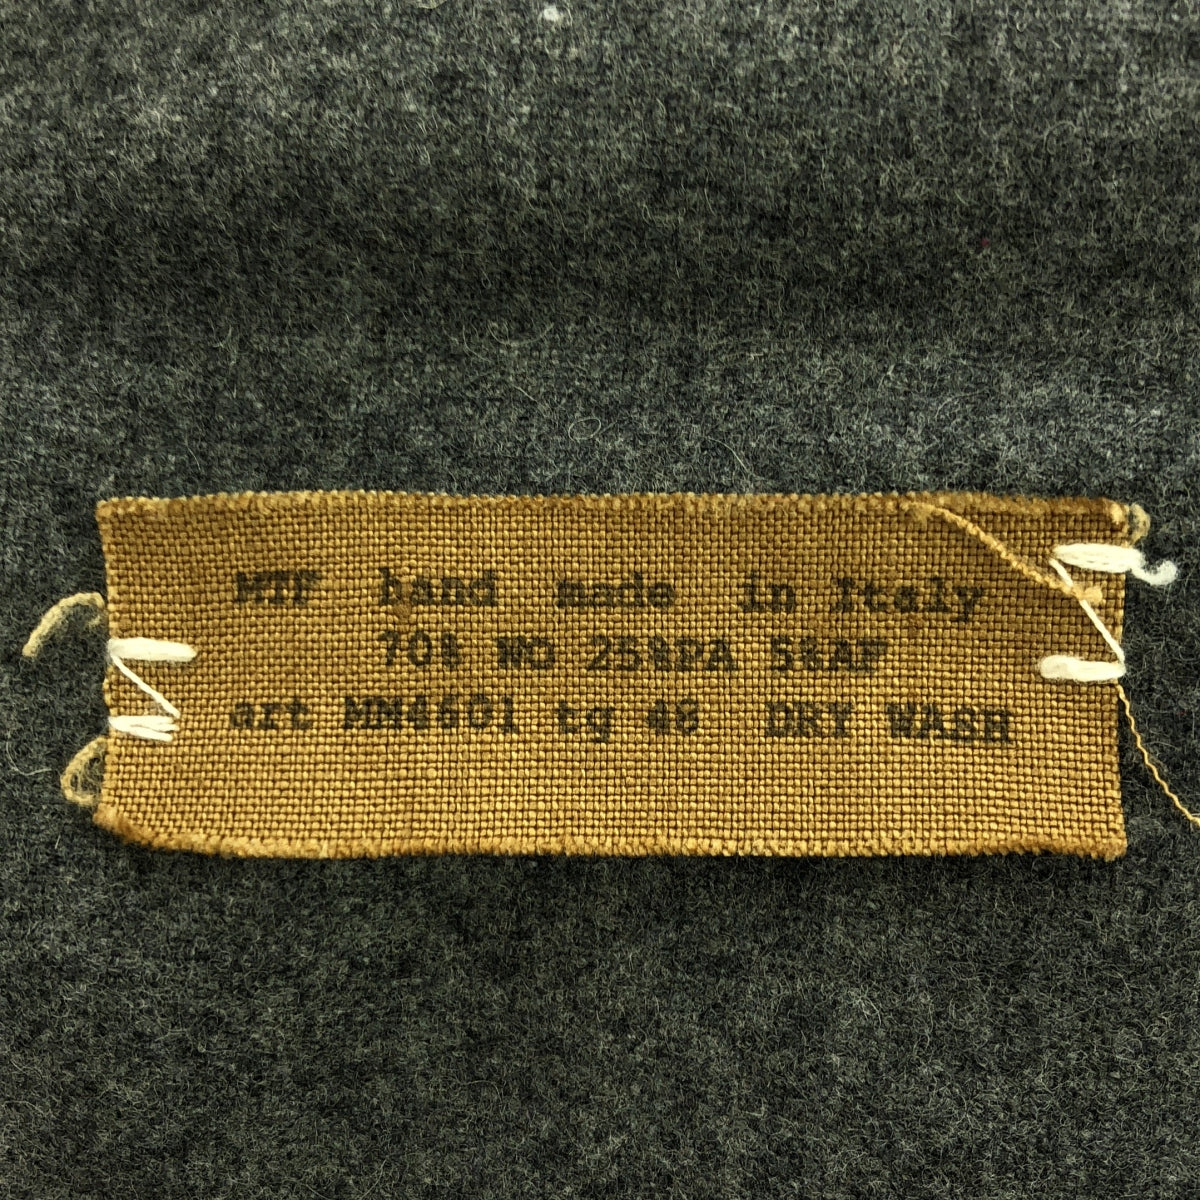 MTF hand made in Italy
70% WO 25%PA 5%AF
art MM4601 tg 48 DRY WASH